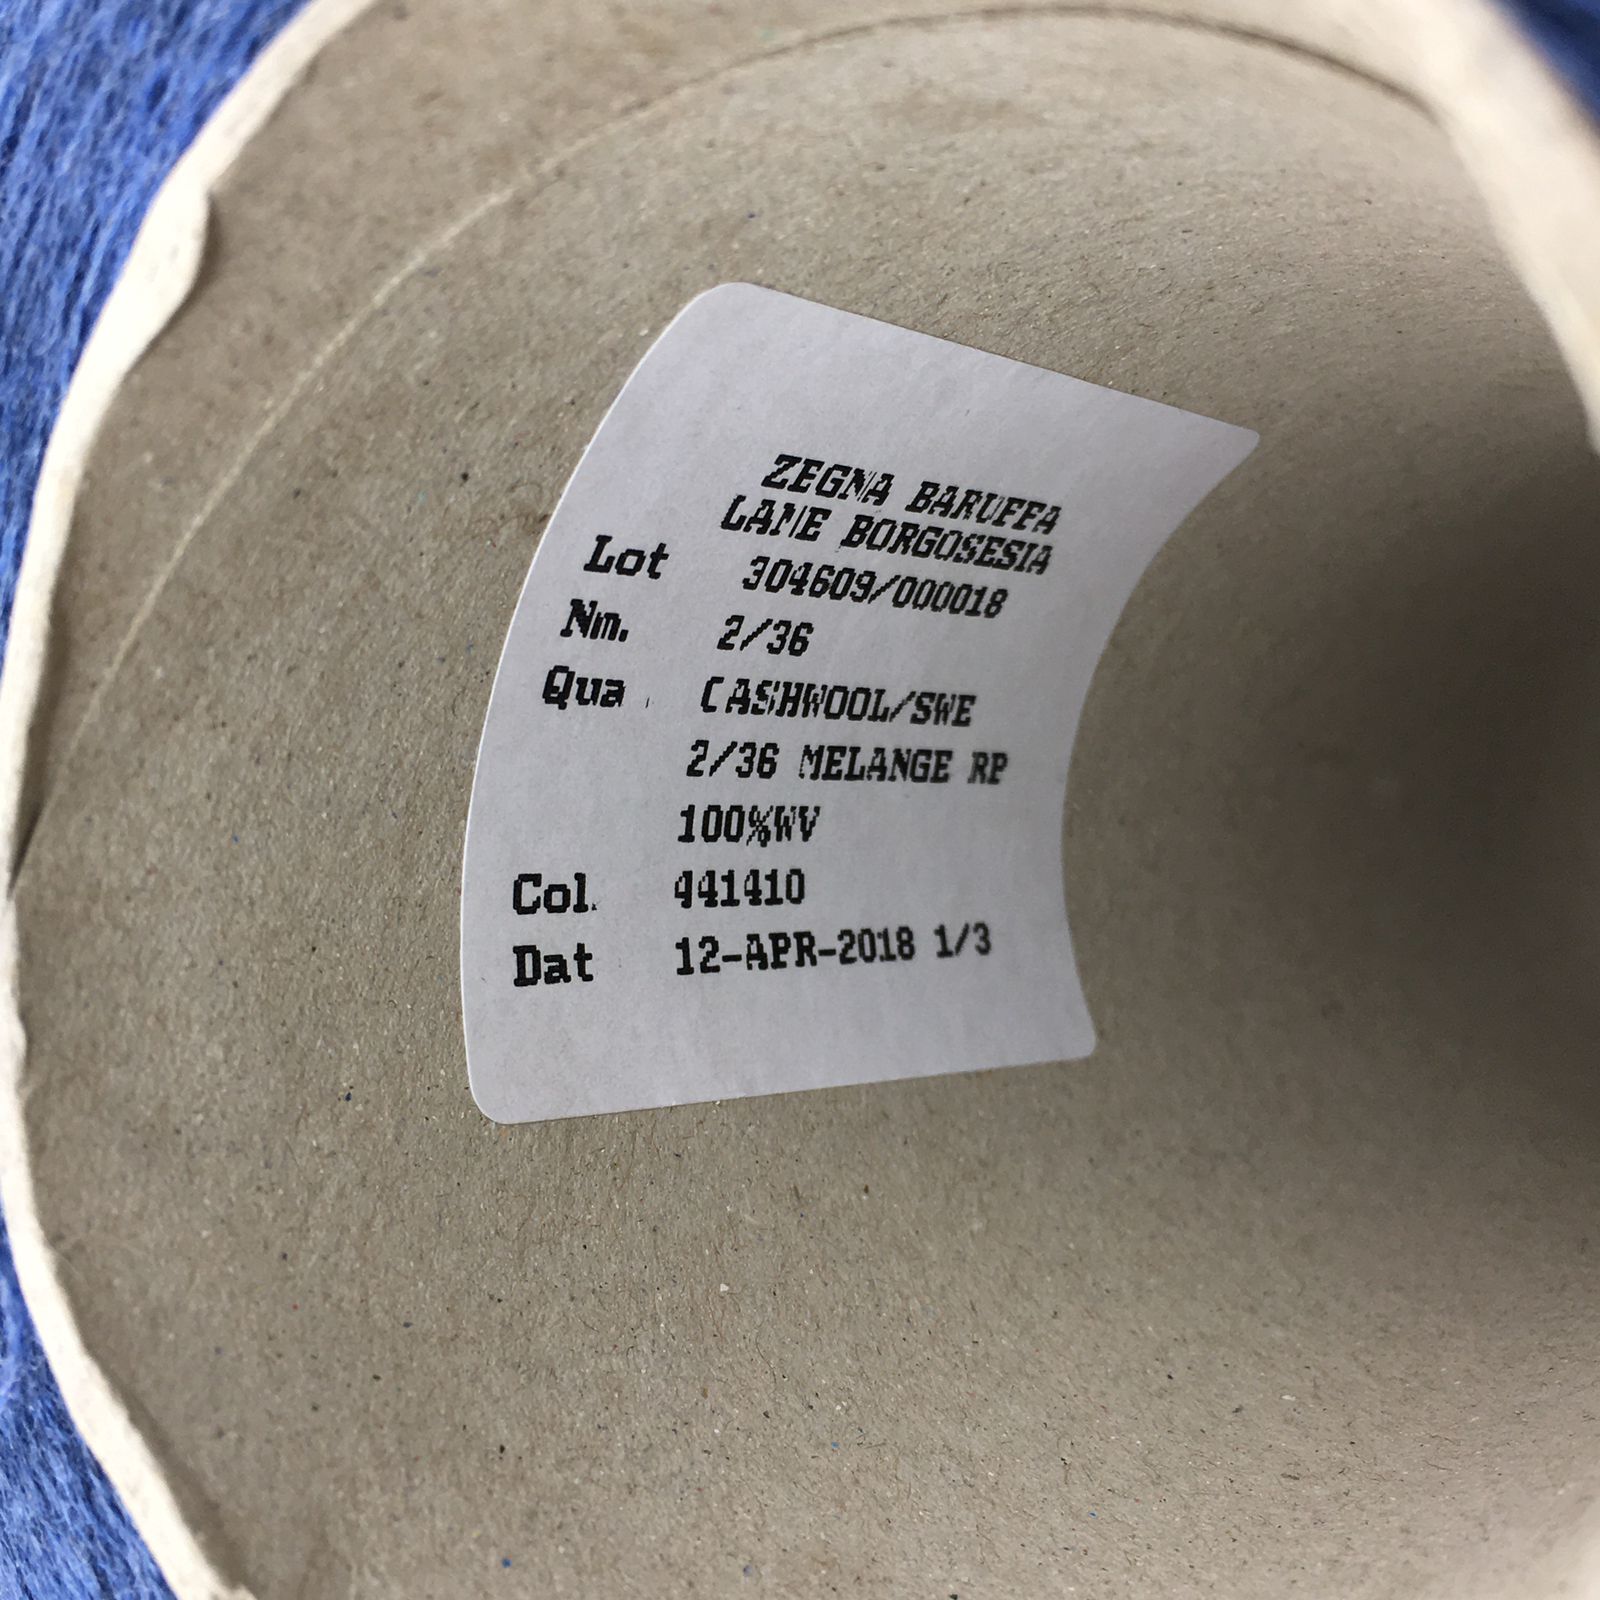 ZEGNA BARUFFA
LANE BORGOSESIA
Lot 304609/000018
Nm. 2/36
Qua. CASHWOOL/SWE
2/36 MELANGE RP
100%WV
Col. 441410
Dat 12-APR-2018 1/3